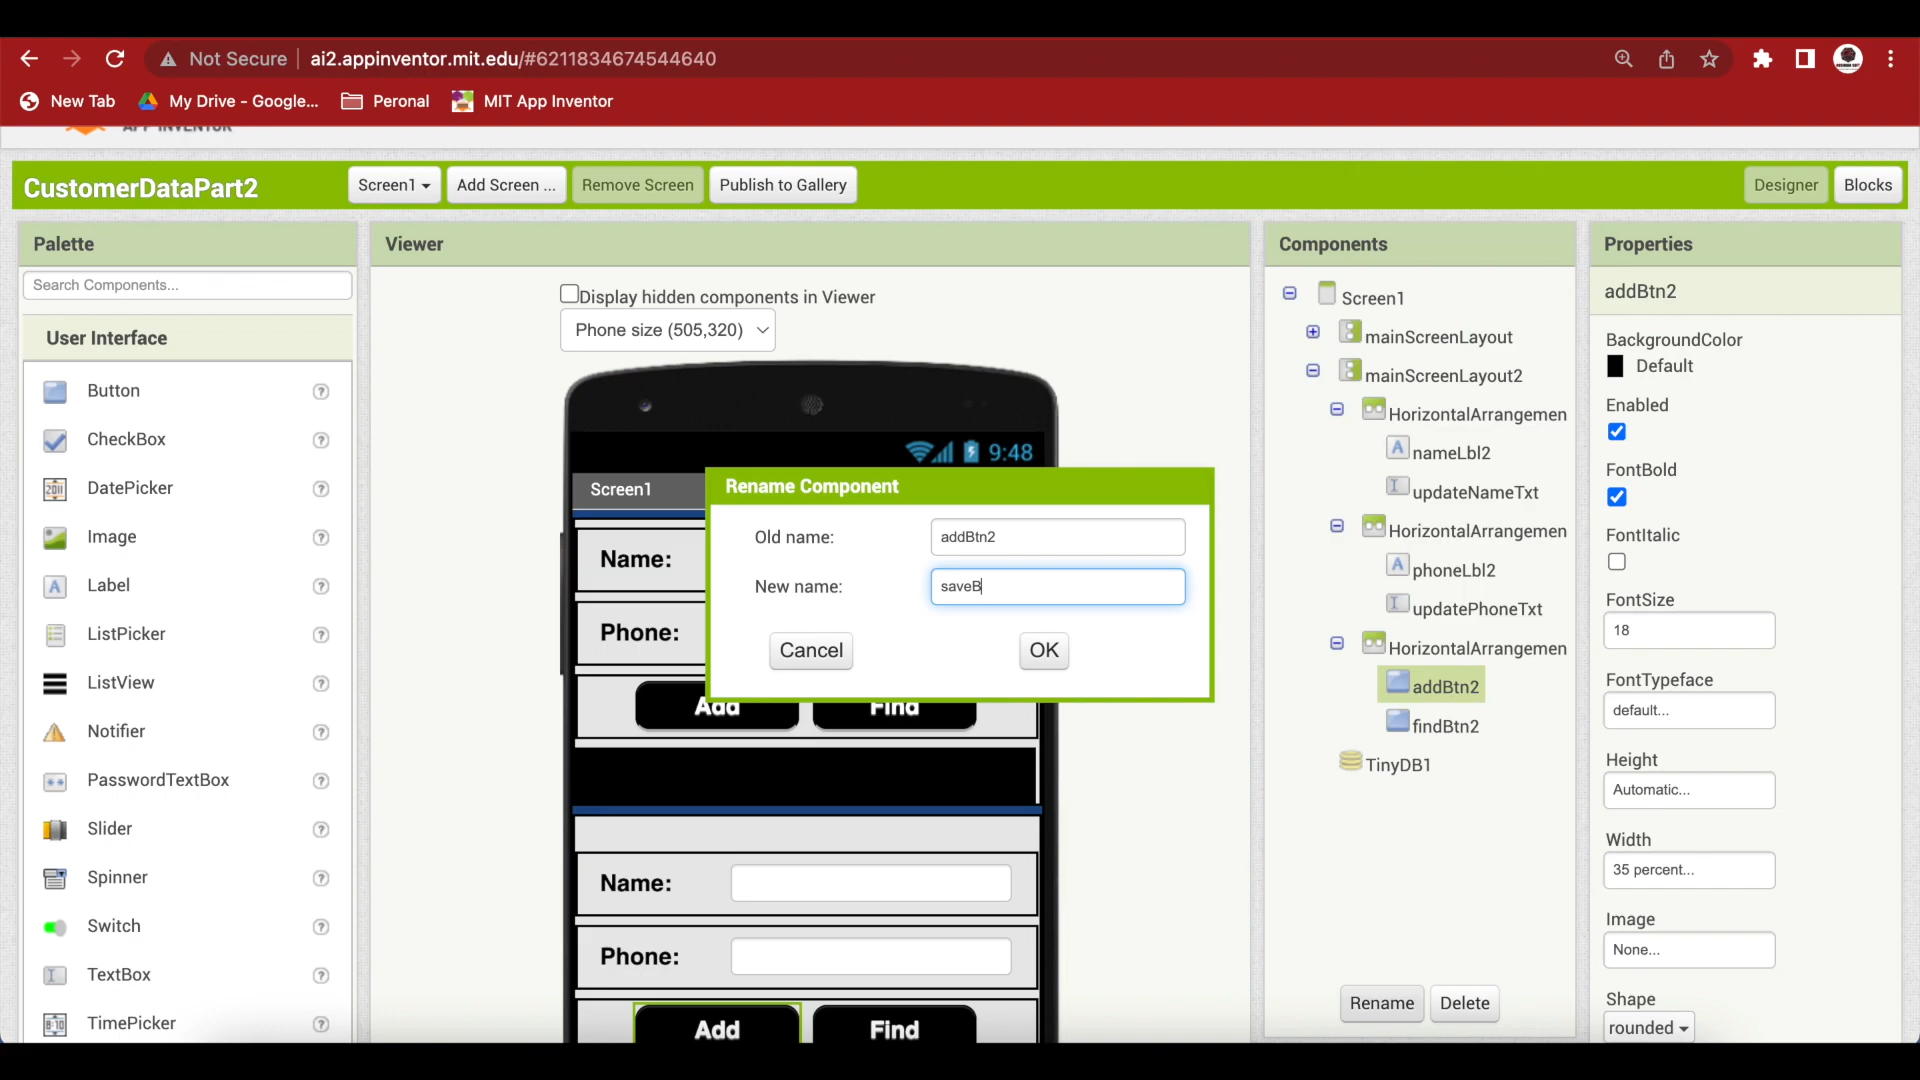 Not Secure ai2.appinventor.mit.edu/#6211834674544640
New Tab My Drive - Google... Peronal MIT App Inventor
APP INVENTOR
CustomerDataPart2 Screen1 Add Screen ... Remove Screen Publish to Gallery Designer Blocks
Palette
Search Components...
User Interface
Button
CheckBox
DatePicker
Image
Label
ListPicker
ListView
Notifier
PasswordTextBox
Slider
Spinner
Switch
TextBox
TimePicker
Viewer
Display hidden components in Viewer
Phone size (505,320)
9:48
Screen1
Name:
Phone:
Add Find
Name:
Phone:
Add Find
Rename Component
Old name: addBtn2
New name: saveB
Cancel OK
Components
Screen1
mainScreenLayout
mainScreenLayout2
HorizontalArrangemen
nameLbl2
updateNameTxt
HorizontalArrangemen
phoneLbl2
updatePhoneTxt
HorizontalArrangemen
addBtn2
findBtn2
TinyDB1
Rename Delete
Properties
addBtn2
BackgroundColor
Default
Enabled
FontBold
FontItalic
FontSize
18
FontTypeface
default...
Height
Automatic...
Width
35 percent...
Image
None...
Shape
rounded